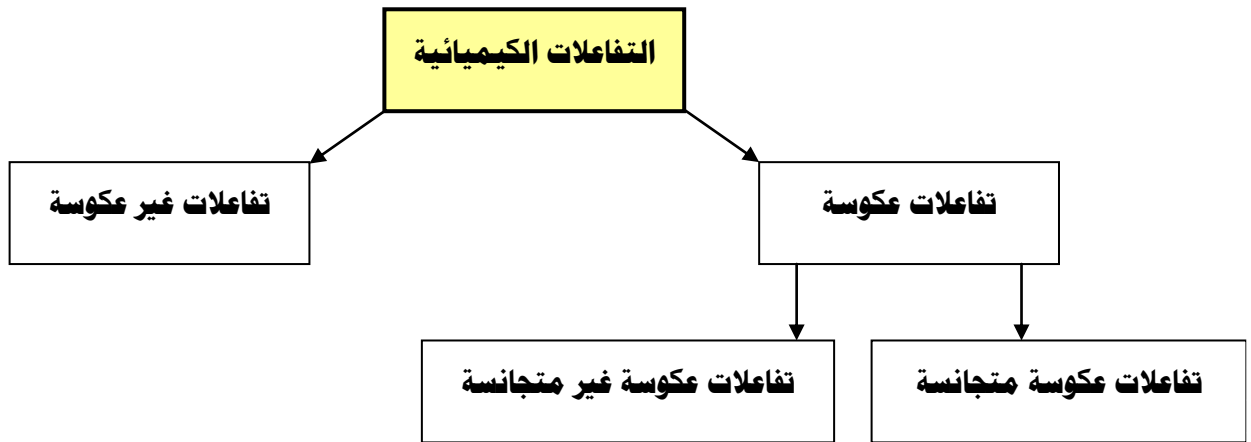 التفاعلات الكيميائية
تفاعلات عكوسة
تفاعلات غير عكوسة
تفاعلات عكوسة متجانسة
تفاعلات عكوسة غير متجانسة